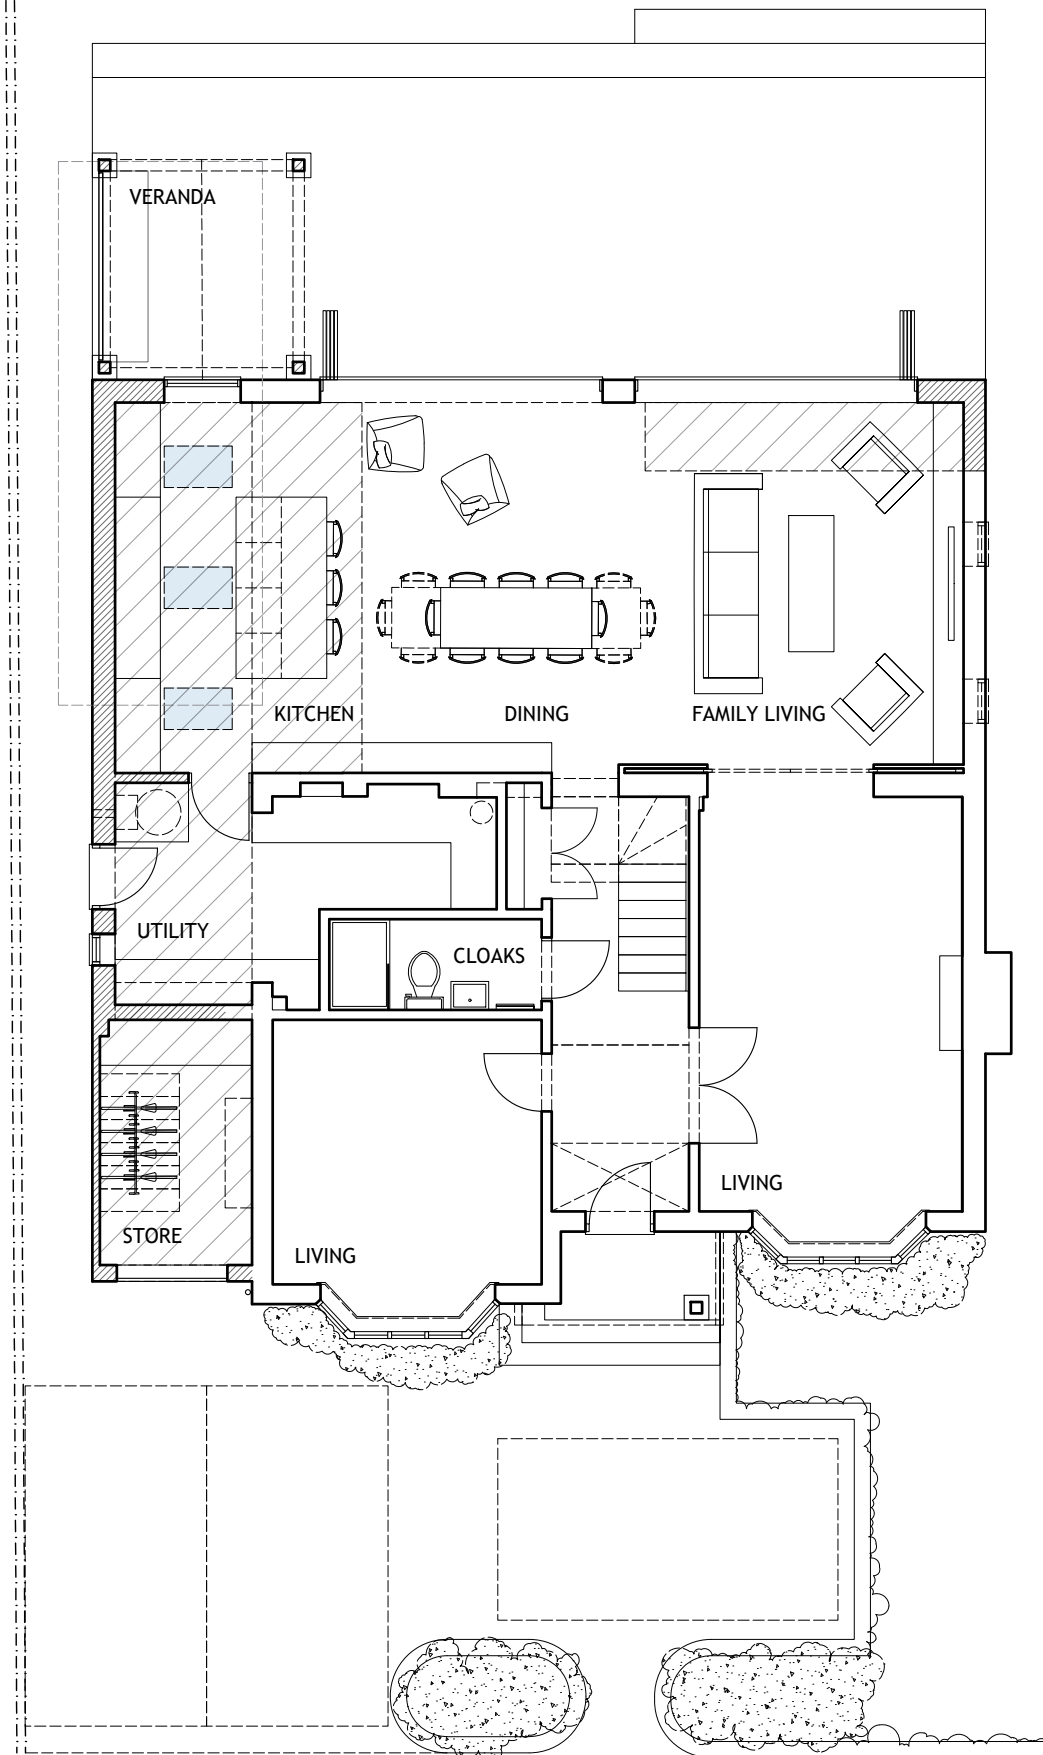 VERANDA
KITCHEN
DINING
FAMILY LIVING
UTILITY
CLOAKS
LIVING
STORE
LIVING